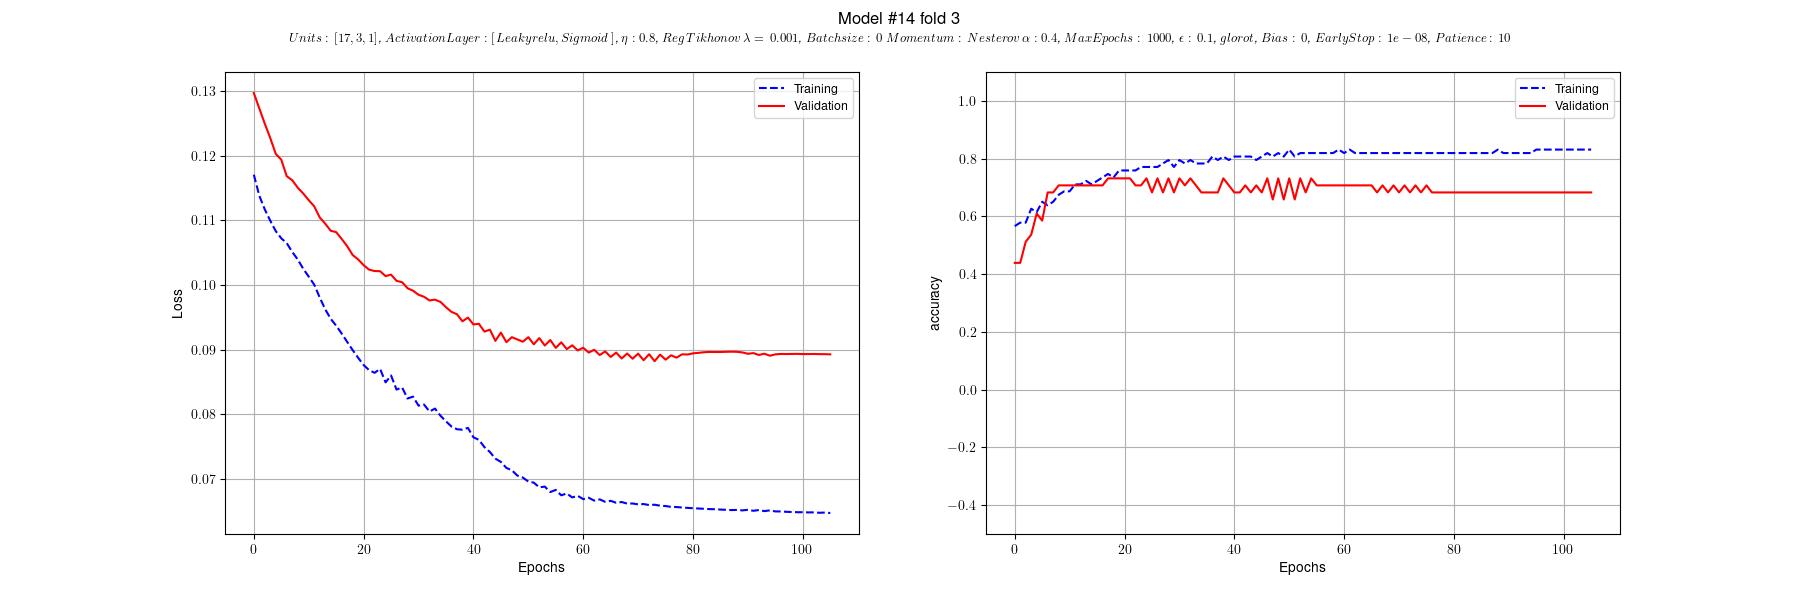 Model #14 fold 3
Units : [17, 3, 1], ActivationLayer : [Leakyrelu, Sigmoid ], η : 0.8, RegTikhonov λ = 0.001, Batchsize : 0 Momentum : Nesterov α : 0.4, MaxEpochs : 1000, ϵ : 0.1, glorot, Bias : 0, EarlyStop : 1e − 08, Patience : 10
Loss
0.13
0.12
0.11
0.10
0.09
0.08
0.07
Training
Validation
0 20 40 60 80 100
Epochs
accuracy
1.0
0.8
0.6
0.4
0.2
0.0
−0.2
−0.4
Training
Validation
0 20 40 60 80 100
Epochs